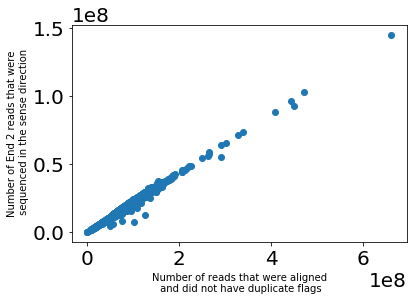 1e8
1.5
1.0
0.5
0.0
Number of End 2 reads that were
sequenced in the sense direction
0 2 4 6
1e8
Number of reads that were aligned
and did not have duplicate flags